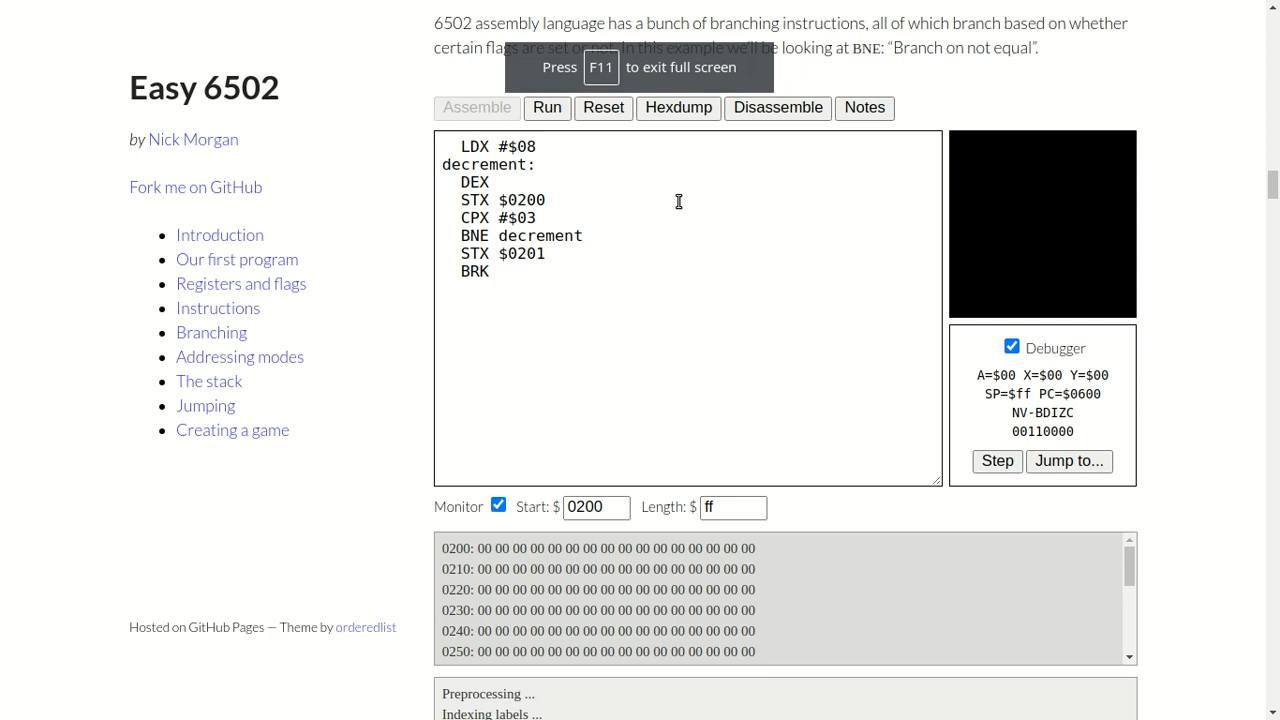 6502 assembly language has a bunch of branching instructions, all of which branch based on whether
certain flags are set or not. In this example we'll be looking at BNE: “Branch on not equal”.
Press F11 to exit full screen
Easy 6502
by Nick Morgan
Fork me on GitHub
Introduction
Our first program
Registers and flags
Instructions
Branching
Addressing modes
The stack
Jumping
Creating a game
Hosted on GitHub Pages — Theme by orderedlist
Assemble Run Reset Hexdump Disassemble Notes
LDX #$08
decrement:
DEX
STX $0200
CPX #$03
BNE decrement
STX $0201
BRK
Debugger
A=$00 X=$00 Y=$00
SP=$ff PC=$0600
NV-BDIZC
00110000
Step Jump to...
Monitor Start: $ 0200 Length: $ ff
0200: 00 00 00 00 00 00 00 00 00 00 00 00 00 00 00 00
0210: 00 00 00 00 00 00 00 00 00 00 00 00 00 00 00 00
0220: 00 00 00 00 00 00 00 00 00 00 00 00 00 00 00 00
0230: 00 00 00 00 00 00 00 00 00 00 00 00 00 00 00 00
0240: 00 00 00 00 00 00 00 00 00 00 00 00 00 00 00 00
0250: 00 00 00 00 00 00 00 00 00 00 00 00 00 00 00 00
Preprocessing ...
Indexing labels ...